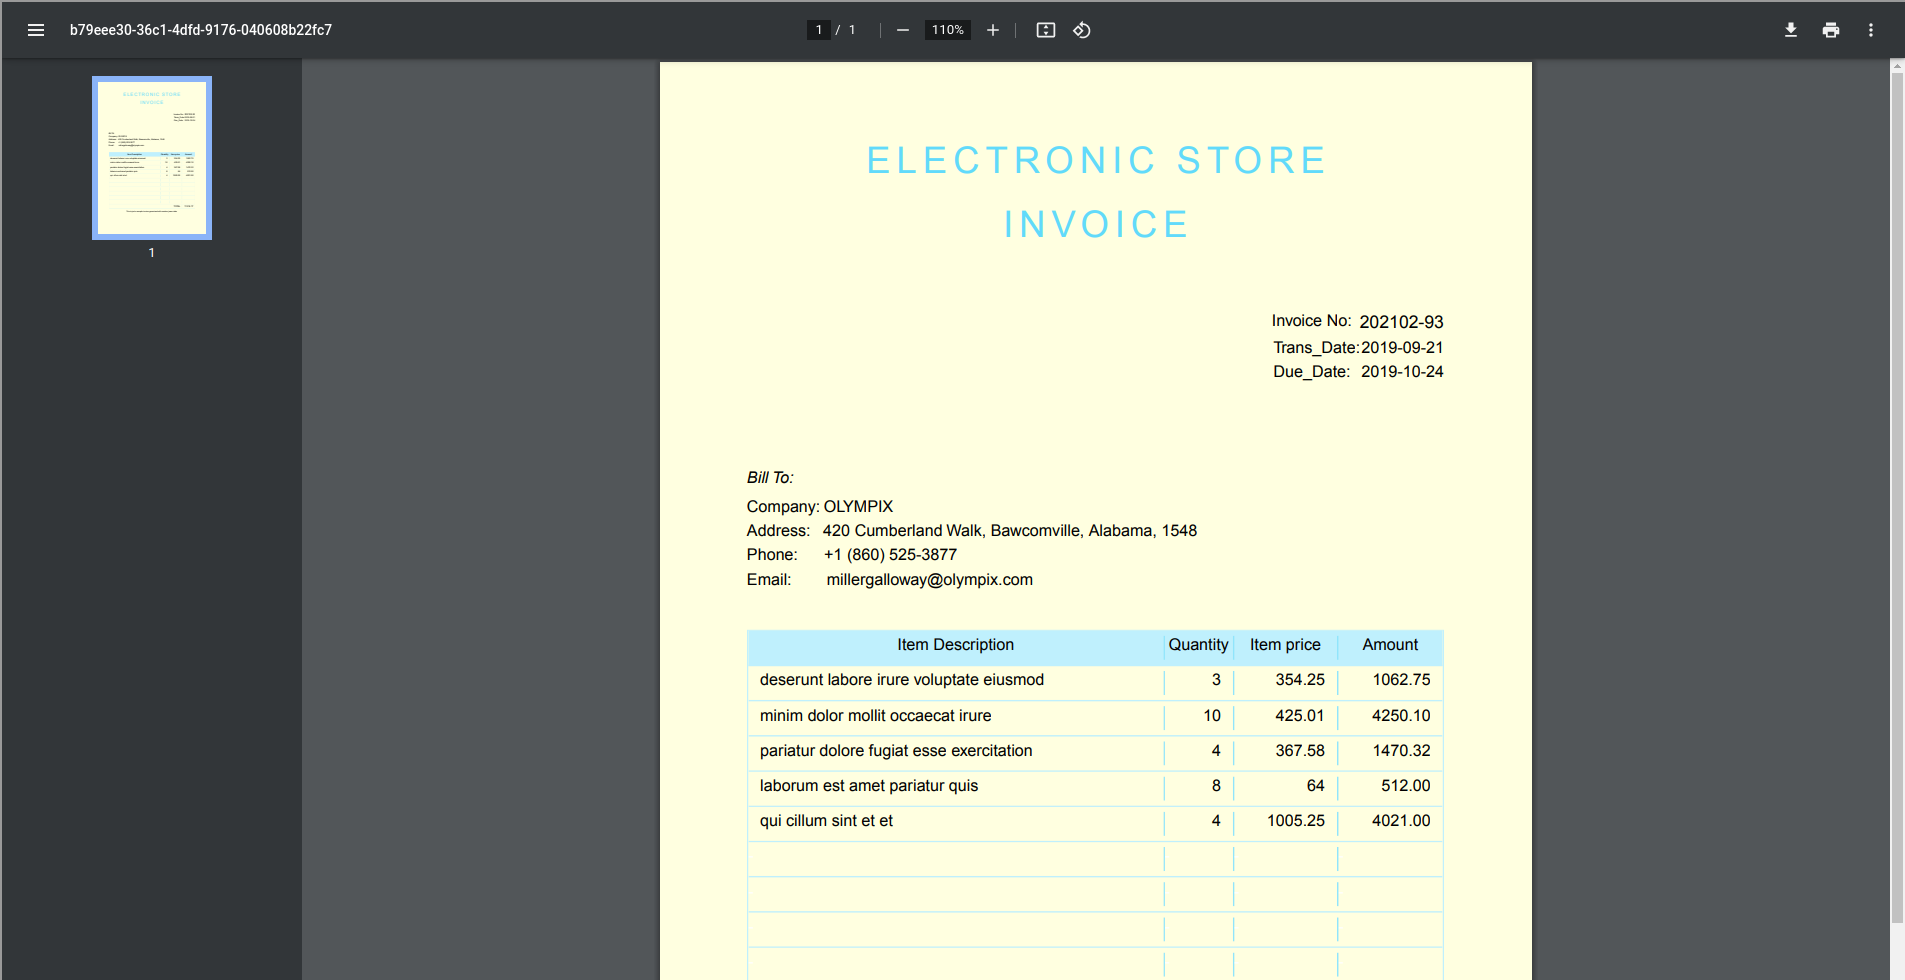 b79eee30-36c1-4dfd-9176-040608b22fc7
1 / 1
110%
1
ELECTRONIC STORE
INVOICE
Invoice No: 202102-93
Trans_Date:2019-09-21
Due_Date: 2019-10-24
Bill To:
Company: OLYMPIX
Address: 420 Cumberland Walk, Bawcomville, Alabama, 1548
Phone: +1 (860) 525-3877
Email: millergalloway@olympix.com
Item Description Quantity Item price Amount
deserunt labore irure voluptate eiusmod 3 354.25 1062.75
minim dolor mollit occaecat irure 10 425.01 4250.10
pariatur dolore fugiat esse exercitation 4 367.58 1470.32
laborum est amet pariatur quis 8 64 512.00
qui cillum sint et et 4 1005.25 4021.00